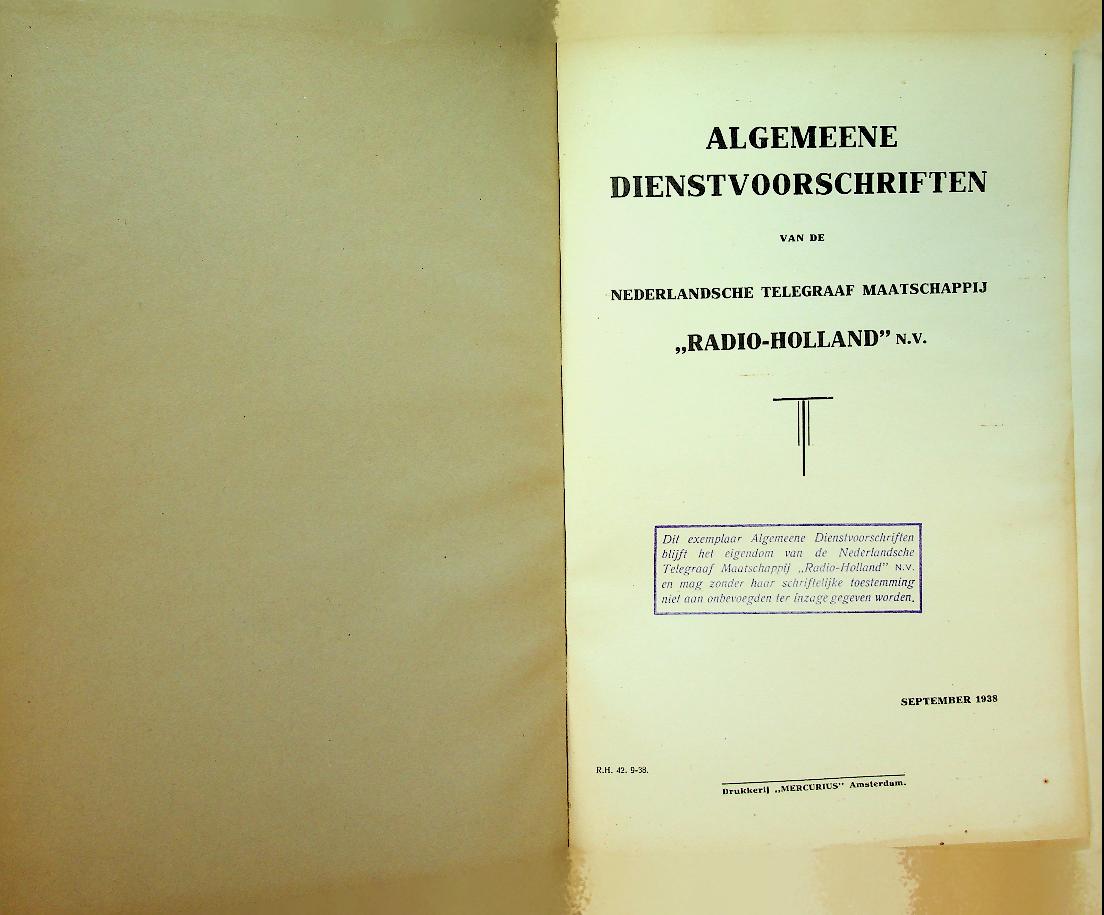 ALGEMEENE
DIENSTVOORSCHRIFTEN
VAN DE
NEDERLANDSCHE TELEGRAAF MAATSCHAPPIJ
„RADIO-HOLLAND” N.V.
Dit exemplaar Algemeene Dienstvoorschriften
blijft het eigendom van de Nederlandsche
Telegraaf Maatschappij „Radio-Holland” N.V.
en mag zonder haar schriftelijke toestemming
niet aan onbevoegden ter inzage gegeven worden.
SEPTEMBER 1938
R.H. 42. 9-38.
Drukkerij „MERCURIUS” Amsterdam.